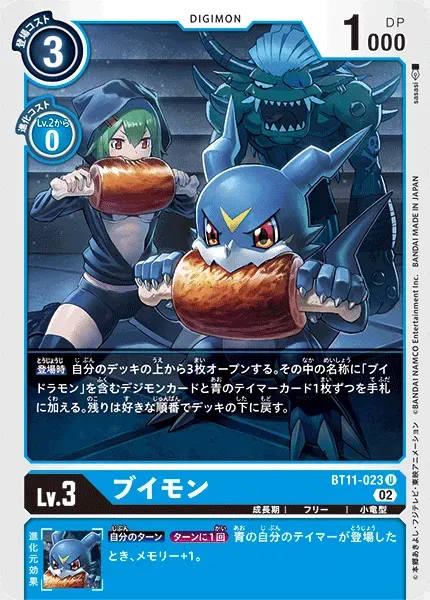 DIGIMON
登場コスト
3
DP
1000
進化コスト
Lv.2から
0
sasasi
©BANDAI NAMCO Entertainment Inc. BANDAI MADE IN JAPAN
©本郷あきよし・フジテレビ・東映アニメーション
登場時 自分のデッキの上から3枚オープンする。その中の名称に「ブイ
ドラモン」を含むデジモンカードと青のテイマーカード1枚ずつを手札
に加える。残りは好きな順番でデッキの下に戻す。
BT11-023 U
02
Lv.3
ブイモン
成長期 フリー 小竜型
進化元効果
自分のターン ターンに1回 青の自分のテイマーが登場した
とき、メモリー+1。